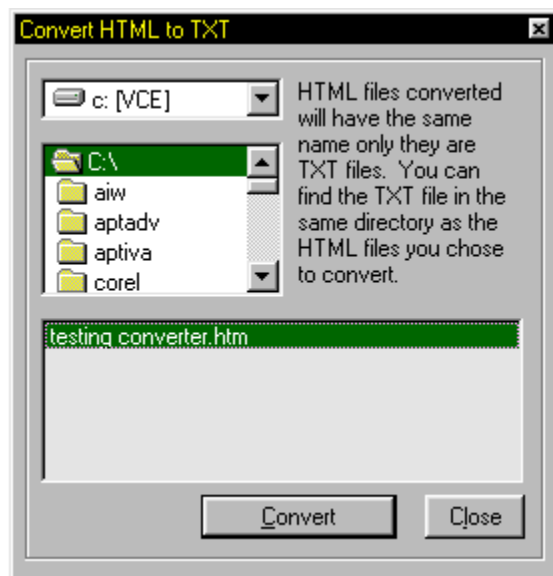 Convert HTML to TXT
c: [VCE]
HTML files converted
will have the same
name only they are
TXT files. You can
find the TXT file in the
same directory as the
HTML files you chose
to convert.
C:\
aiw
aptadv
aptiva
corel
testing converter.htm
Convert
Close